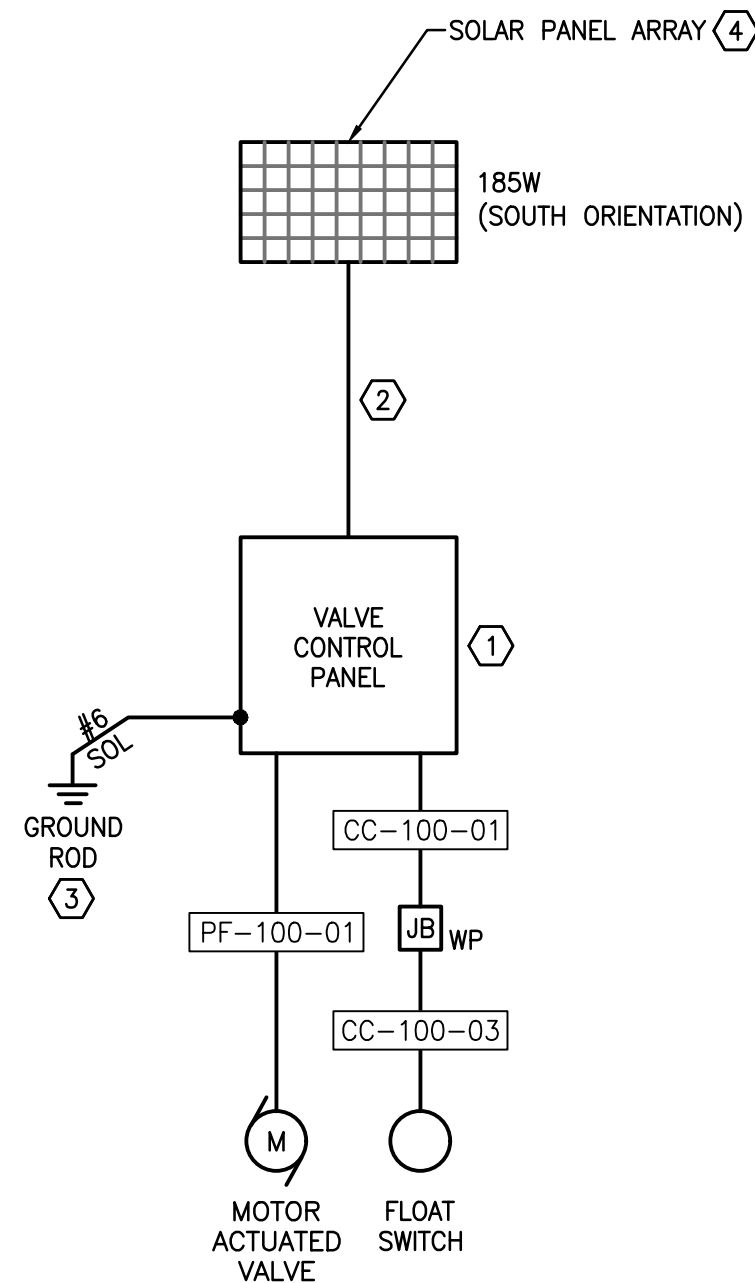 SOLAR PANEL ARRAY 4
185W
(SOUTH ORIENTATION)
2
VALVE
CONTROL
PANEL
1
#6
SOL
GROUND
ROD
3
CC-100-01
PF-100-01
JB WP
CC-100-03
M
MOTOR
ACTUATED
VALVE
FLOAT
SWITCH